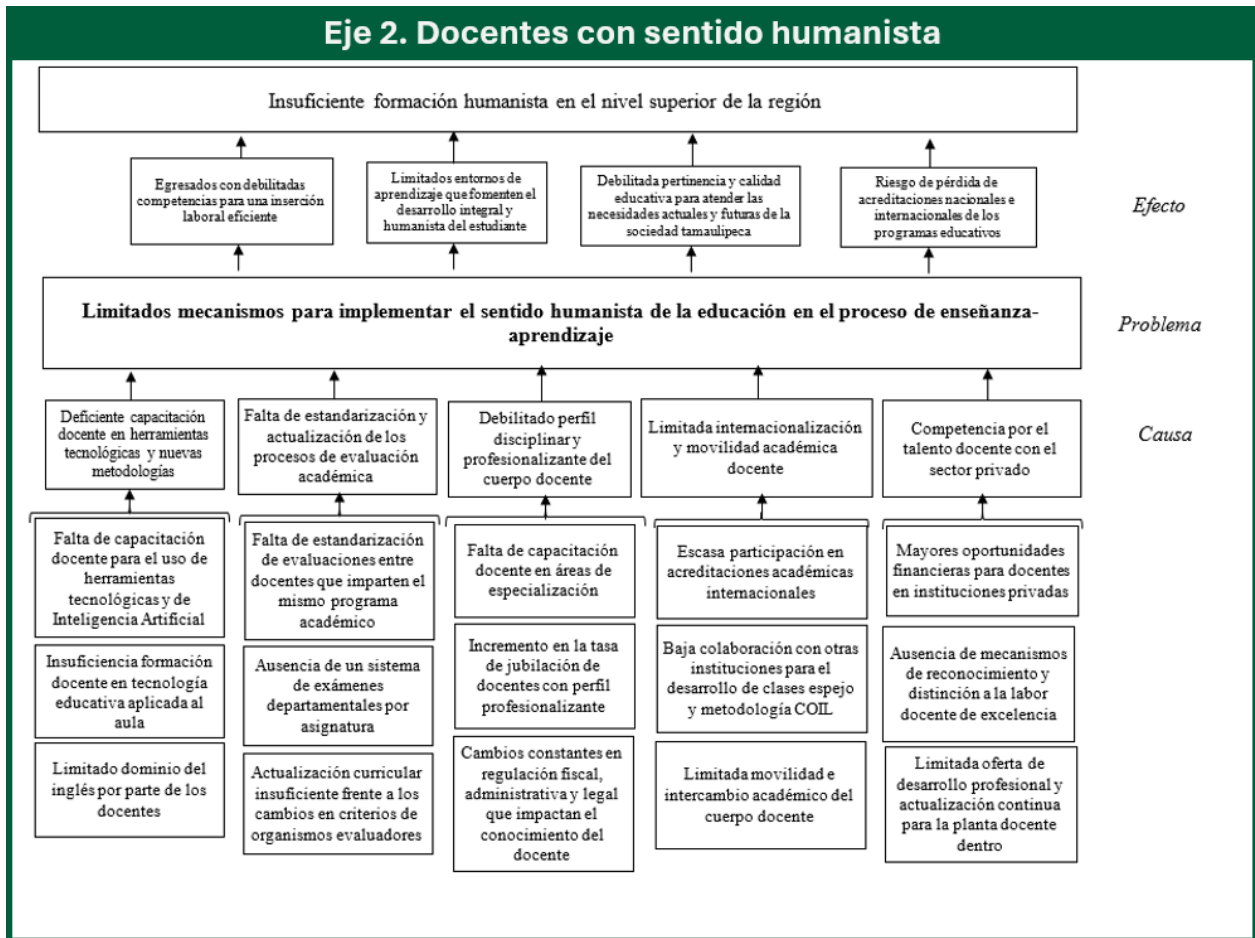 Eje 2. Docentes con sentido humanista
Insuficiente formación humanista en el nivel superior de la región
Egresados con debilitadas
competencias para una inserción
laboral eficiente
Limitados entornos de
aprendizaje que fomenten el
desarrollo integral y
humanista del estudiante
Debilitada pertinencia y calidad
educativa para atender las
necesidades actuales y futuras de la
sociedad tamaulipeca
Riesgo de pérdida de
acreditaciones nacionales e
internacionales de los
programas educativos
Efecto
Limitados mecanismos para implementar el sentido humanista de la educación en el proceso de enseñanza-
aprendizaje
Problema
Deficiente capacitación
docente en herramientas
tecnológicas y nuevas
metodologías
Falta de estandarización y
actualización de los
procesos de evaluación
académica
Debilitado perfil
disciplinar y
profesionalizante del
cuerpo docente
Limitada internacionalización
y movilidad académica
docente
Competencia por el
talento docente con el
sector privado
Causa
Falta de capacitación
docente para el uso de
herramientas
tecnológicas y de
Inteligencia Artificial
Falta de estandarización
de evaluaciones entre
docentes que imparten el
mismo programa
académico
Falta de capacitación
docente en áreas de
especialización
Escasa participación en
acreditaciones académicas
internacionales
Mayores oportunidades
financieras para docentes
en instituciones privadas
Insuficiencia formación
docente en tecnología
educativa aplicada al
aula
Ausencia de un sistema
de exámenes
departamentales por
asignatura
Incremento en la tasa
de jubilación de
docentes con perfil
profesionalizante
Baja colaboración con otras
instituciones para el
desarrollo de clases espejo
y metodología COIL
Ausencia de mecanismos
de reconocimiento y
distinción a la labor
docente de excelencia
Limitado dominio del
inglés por parte de los
docentes
Actualización curricular
insuficiente frente a los
cambios en criterios de
organismos evaluadores
Cambios constantes en
regulación fiscal,
administrativa y legal
que impactan el
conocimiento del
docente
Limitada movilidad e
intercambio académico del
cuerpo docente
Limitada oferta de
desarrollo profesional y
actualización continua
para la planta docente
dentro